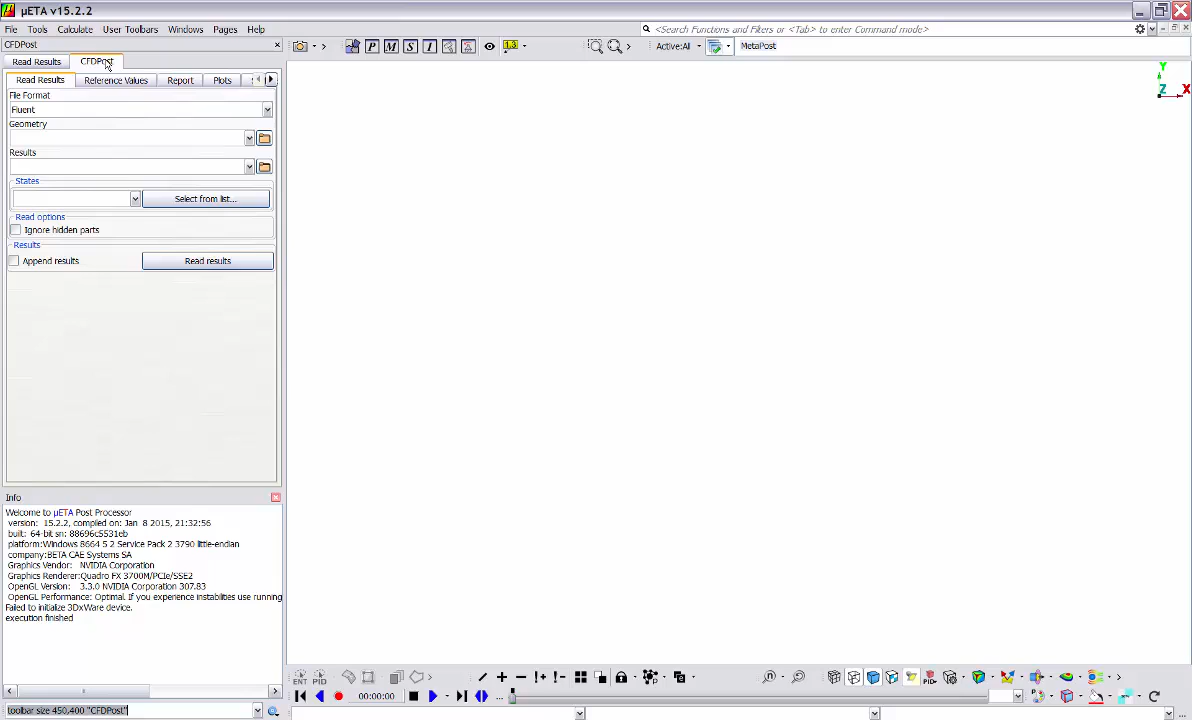 µETA v15.2.2
File Tools Calculate User Toolbars Windows Pages Help
<Search Functions and Filters or <Tab> to enter Command mode>
CFDPost
P M S I
1.3
Active:All
MetaPost
Read Results CFDPost
Read Results Reference Values Report Plots
File Format
Fluent
Geometry
Results
States
Select from list...
Read options
Ignore hidden parts
Results
Append results
Read results
Y
Z X
Info
Welcome to µETA Post Processor
version: 15.2.2, compiled on: Jan 8 2015, 21:32:56
built: 64-bit sn: 88696c5531eb
platform:Windows 8664 5 2 Service Pack 2 3790 little-endian
company:BETA CAE Systems SA
Graphics Vendor: NVIDIA Corporation
Graphics Renderer:Quadro FX 3700M/PCIe/SSE2
OpenGL Version: 3.3.0 NVIDIA Corporation 307.83
OpenGL Performance: Optimal. If you experience instabilites use running
Failed to initialize 3DxWare device.
execution finished
ENT PID
PID
00:00:00
toolbar size 450,400 "CFDPost"